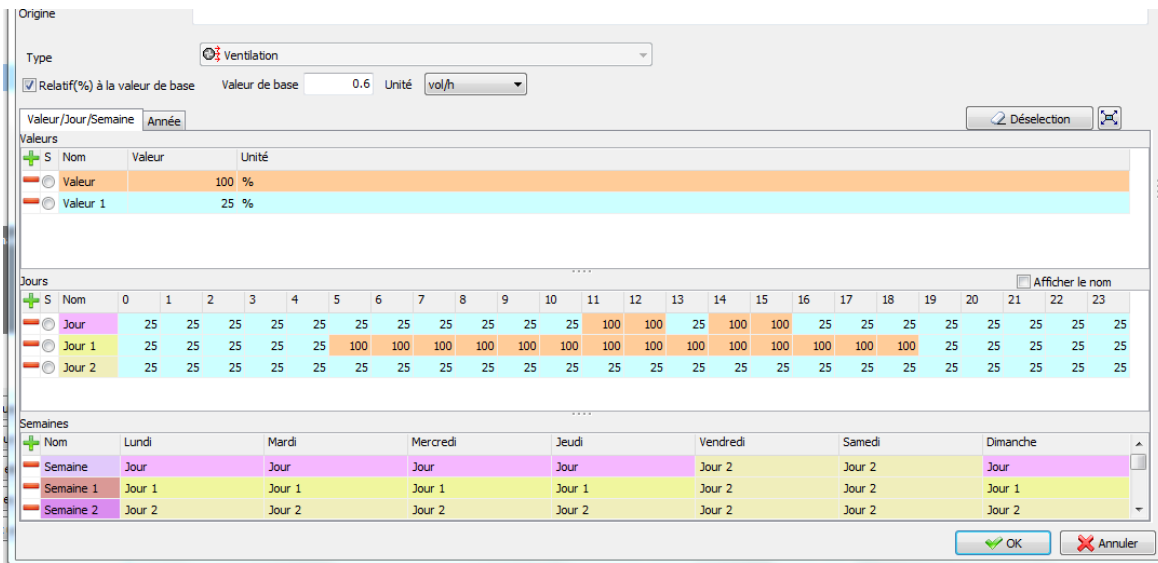 Origine
Type Ventilation
Relatif(%) à la valeur de base Valeur de base 0.6 Unité vol/h
Valeur/Jour/Semaine Année Déselection
Valeurs
S Nom Valeur Unité
Valeur 100 %
Valeur 1 25 %
Jours Afficher le nom
S Nom 0 1 2 3 4 5 6 7 8 9 10 11 12 13 14 15 16 17 18 19 20 21 22 23
Jour 25 25 25 25 25 25 25 25 25 25 25 100 100 25 100 100 25 25 25 25 25 25 25 25
Jour 1 25 25 25 25 25 100 100 100 100 100 100 100 100 100 100 100 100 100 100 25 25 25 25 25
Jour 2 25 25 25 25 25 25 25 25 25 25 25 25 25 25 25 25 25 25 25 25 25 25 25 25
Semaines
Nom Lundi Mardi Mercredi Jeudi Vendredi Samedi Dimanche
Semaine Jour Jour Jour Jour Jour 2 Jour 2 Jour
Semaine 1 Jour 1 Jour 1 Jour 1 Jour 1 Jour 2 Jour 2 Jour 1
Semaine 2 Jour 2 Jour 2 Jour 2 Jour 2 Jour 2 Jour 2 Jour 2
OK Annuler